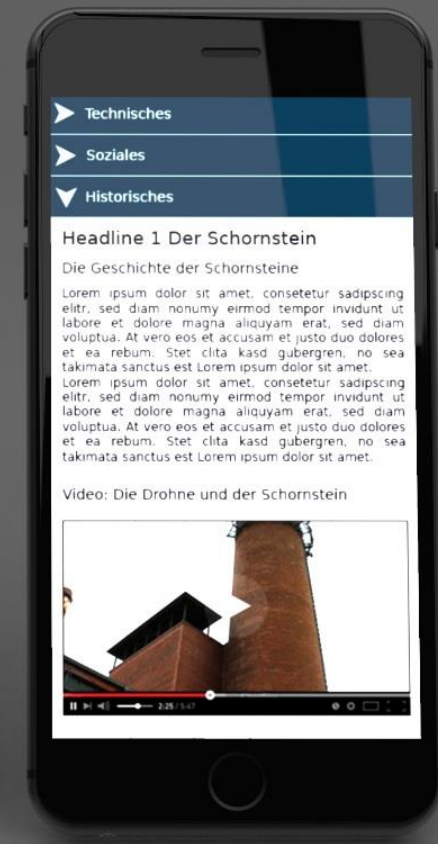 Technisches
Soziales
Historisches
Headline 1 Der Schornstein
Die Geschichte der Schornsteine
Lorem ipsum dolor sit amet, consetetur sadipscing
elitr, sed diam nonumy eirmod tempor invidunt ut
labore et dolore magna aliquyam erat, sed diam
voluptua. At vero eos et accusam et justo duo dolores
et ea rebum. Stet clita kasd gubergren, no sea
takimata sanctus est Lorem ipsum dolor sit amet.
Lorem ipsum dolor sit amet, consetetur sadipscing
elitr, sed diam nonumy eirmod tempor invidunt ut
labore et dolore magna aliquyam erat, sed diam
voluptua. At vero eos et accusam et justo duo dolores
et ea rebum. Stet clita kasd gubergren, no sea
takimata sanctus est Lorem ipsum dolor sit amet.
Video: Die Drohne und der Schornstein
2:25 / 5:47